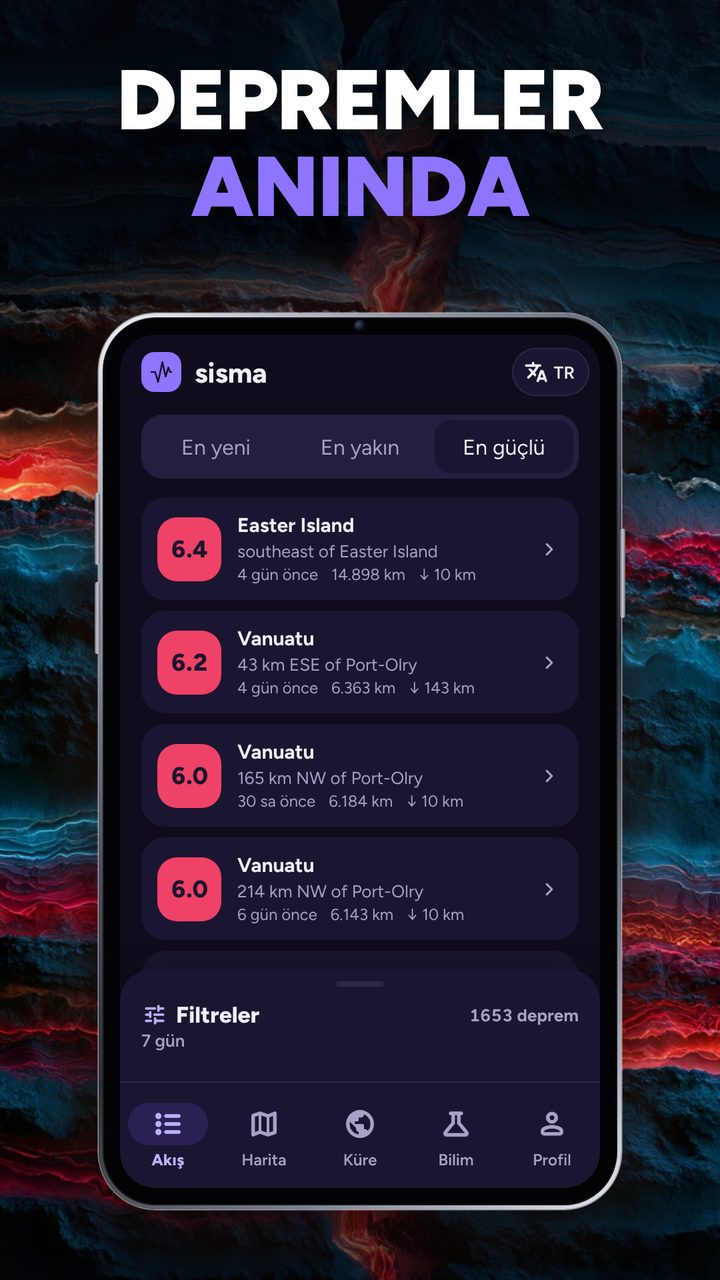 DEPREMLER
ANINDA
sisma
TR
En yeni En yakın En güçlü
6.4
Easter Island
southeast of Easter Island
4 gün önce 14.898 km ↓ 10 km
6.2
Vanuatu
43 km ESE of Port-Olry
4 gün önce 6.363 km ↓ 143 km
6.0
Vanuatu
165 km NW of Port-Olry
30 sa önce 6.184 km ↓ 10 km
6.0
Vanuatu
214 km NW of Port-Olry
6 gün önce 6.143 km ↓ 10 km
Filtreler 1653 deprem
7 gün
Akış Harita Küre Bilim Profil